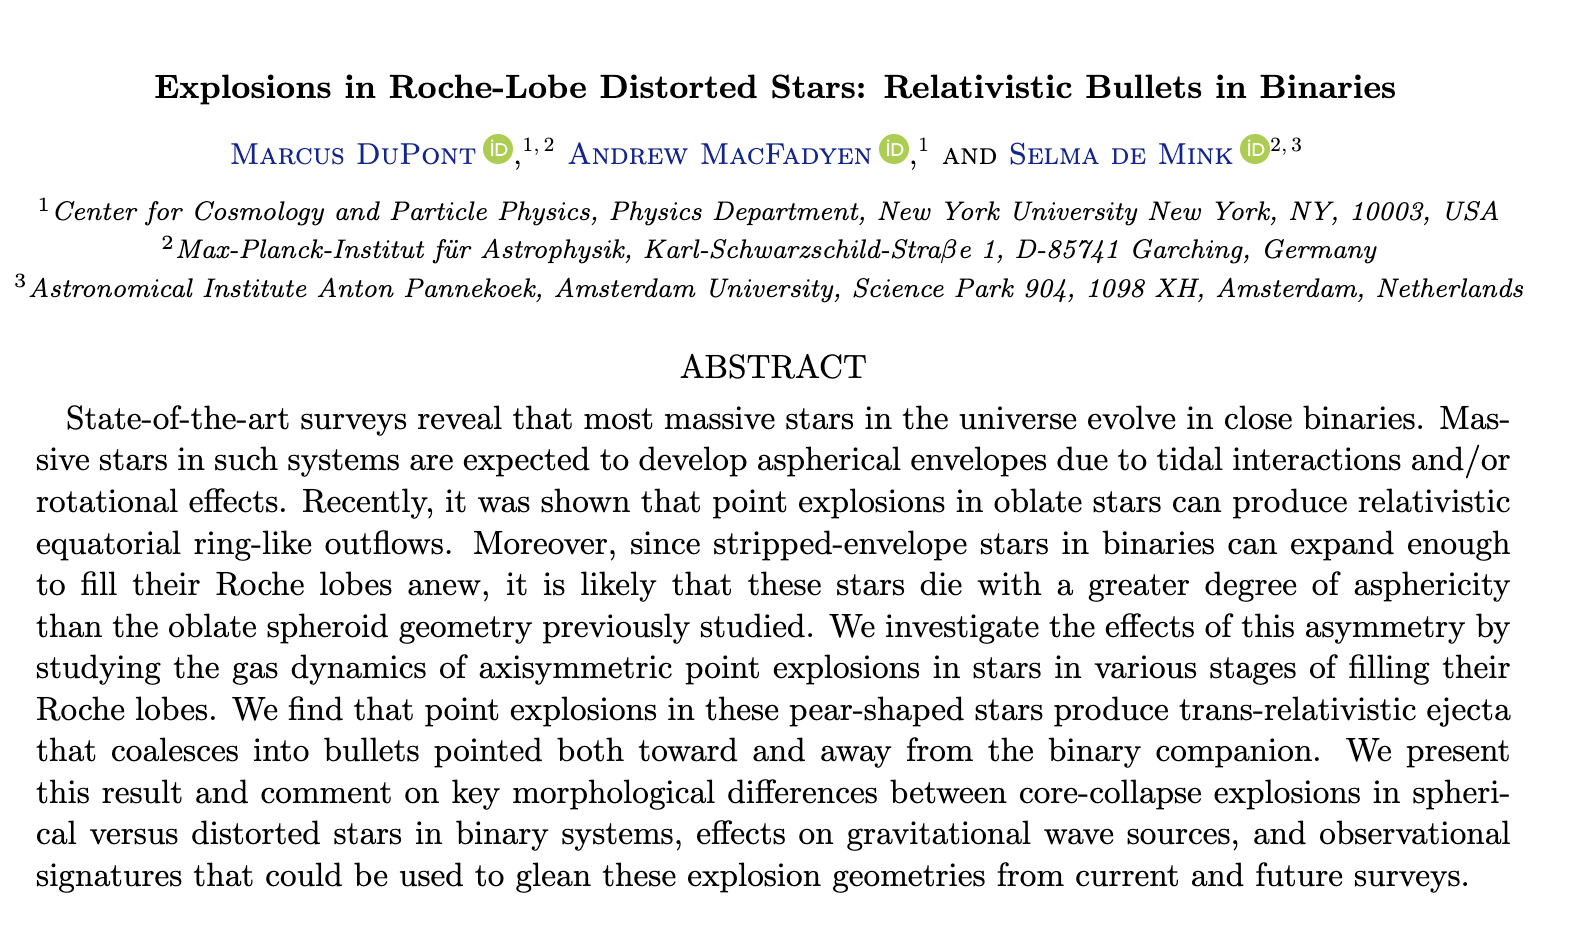 Explosions in Roche-Lobe Distorted Stars: Relativistic Bullets in Binaries
Marcus DuPont iD,1, 2 Andrew MacFadyen iD,1 and Selma de Mink iD2, 3
1Center for Cosmology and Particle Physics, Physics Department, New York University New York, NY, 10003, USA
2Max-Planck-Institut für Astrophysik, Karl-Schwarzschild-Straße 1, D-85741 Garching, Germany
3Astronomical Institute Anton Pannekoek, Amsterdam University, Science Park 904, 1098 XH, Amsterdam, Netherlands
ABSTRACT
State-of-the-art surveys reveal that most massive stars in the universe evolve in close binaries. Mas-
sive stars in such systems are expected to develop aspherical envelopes due to tidal interactions and/or
rotational effects. Recently, it was shown that point explosions in oblate stars can produce relativistic
equatorial ring-like outflows. Moreover, since stripped-envelope stars in binaries can expand enough
to fill their Roche lobes anew, it is likely that these stars die with a greater degree of asphericity
than the oblate spheroid geometry previously studied. We investigate the effects of this asymmetry by
studying the gas dynamics of axisymmetric point explosions in stars in various stages of filling their
Roche lobes. We find that point explosions in these pear-shaped stars produce trans-relativistic ejecta
that coalesces into bullets pointed both toward and away from the binary companion. We present
this result and comment on key morphological differences between core-collapse explosions in spheri-
cal versus distorted stars in binary systems, effects on gravitational wave sources, and observational
signatures that could be used to glean these explosion geometries from current and future surveys.